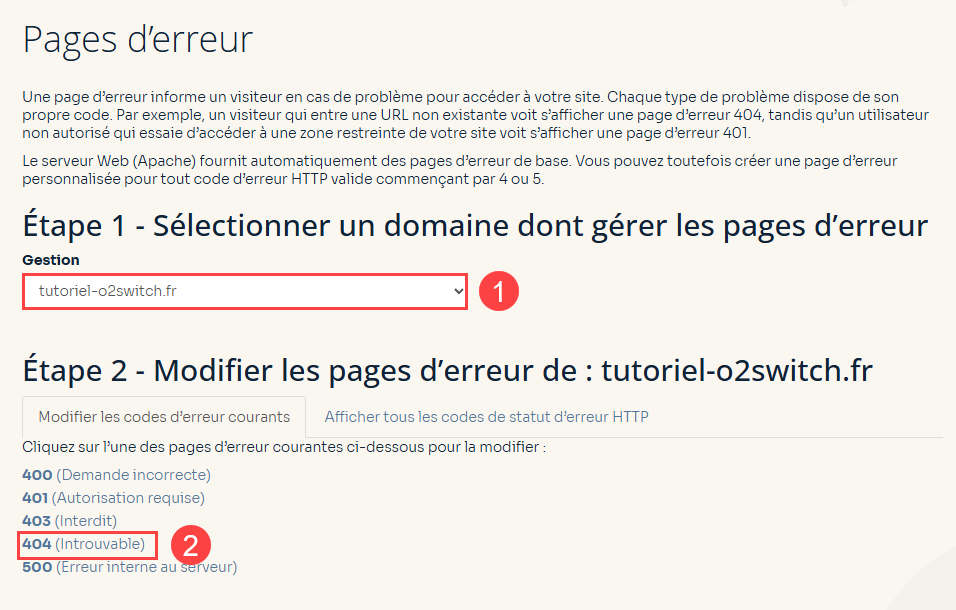 Pages d’erreur
Une page d’erreur informe un visiteur en cas de problème pour accéder à votre site. Chaque type de problème dispose de son
propre code. Par exemple, un visiteur qui entre une URL non existante voit s’afficher une page d’erreur 404, tandis qu’un utilisateur
non autorisé qui essaie d’accéder à une zone restreinte de votre site voit s’afficher une page d’erreur 401.
Le serveur Web (Apache) fournit automatiquement des pages d’erreur de base. Vous pouvez toutefois créer une page d’erreur
personnalisée pour tout code d’erreur HTTP valide commençant par 4 ou 5.
Étape 1 - Sélectionner un domaine dont gérer les pages d’erreur
Gestion
tutoriel-o2switch.fr 1
Étape 2 - Modifier les pages d’erreur de : tutoriel-o2switch.fr
Modifier les codes d’erreur courants Afficher tous les codes de statut d’erreur HTTP
Cliquez sur l’une des pages d’erreur courantes ci-dessous pour la modifier :
400 (Demande incorrecte)
401 (Autorisation requise)
403 (Interdit)
404 (Introuvable) 2
500 (Erreur interne au serveur)